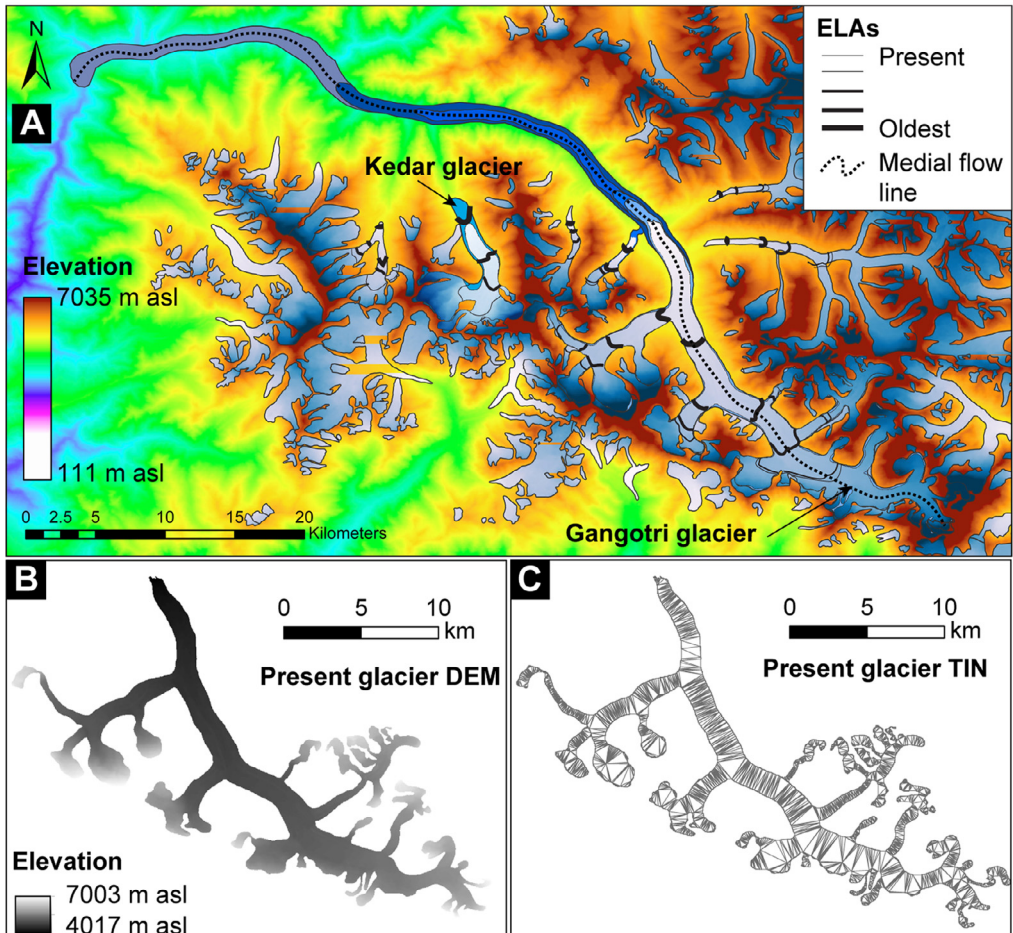 N
A
ELAs
Present
Oldest
Medial flow
line
Kedar glacier
Elevation
7035 m asl
111 m asl
0 2.5 5 10 15 20
Kilometers
Gangotri glacier
B
0 5 10
km
Present glacier DEM
Elevation
7003 m asl
4017 m asl
C
0 5 10
km
Present glacier TIN